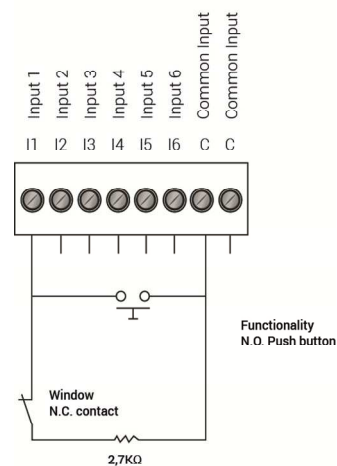 Input 1
Input 2
Input 3
Input 4
Input 5
Input 6
Common Input
Common Input
I1 I2 I3 I4 I5 I6 C C
Functionality
N.O. Push button
Window
N.C. contact
2,7KΩ